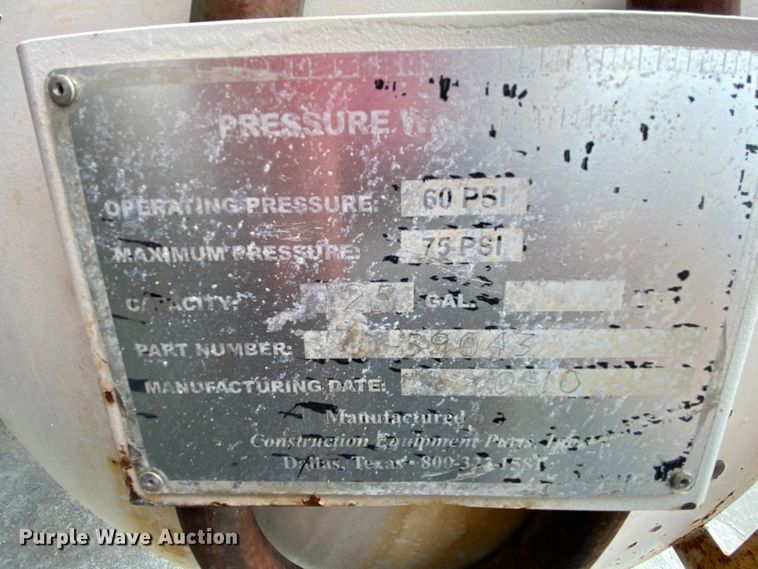 PRESSURE
OPERATING PRESSURE: 60 PSI
MAXIMUM PRESSURE: 75 PSI
CAPACITY: GAL.
PART NUMBER:
MANUFACTURING DATE:
Manufactured
Construction Equipment Parts,
Dallas, Texas
Purple Wave Auction